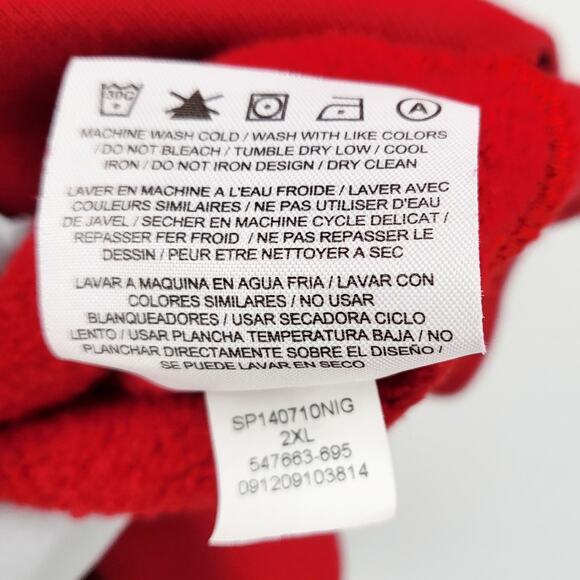 30C
A
MACHINE WASH COLD / WASH WITH LIKE COLORS
/ DO NOT BLEACH / TUMBLE DRY LOW / COOL
IRON / DO NOT IRON DESIGN / DRY CLEAN
LAVER EN MACHINE A L'EAU FROIDE / LAVER AVEC
COULEURS SIMILAIRES / NE PAS UTILISER D'EAU
DE JAVEL / SECHER EN MACHINE CYCLE DELICAT /
REPASSER FER FROID / NE PAS REPASSER LE
DESSIN / PEUR ETRE NETTOYER A SEC
LAVAR A MAQUINA EN AGUA FRIA / LAVAR CON
COLORES SIMILARES / NO USAR
BLANQUEADORES / USAR SECADORA CICLO
LENTO / USAR PLANCHA TEMPERATURA BAJA / NO
PLANCHAR DIRECTAMENTE SOBRE EL DISEÑO /
SE PUEDE LAVAR EN SECO
SP140710NIG
2XL
547663-695
091209103814